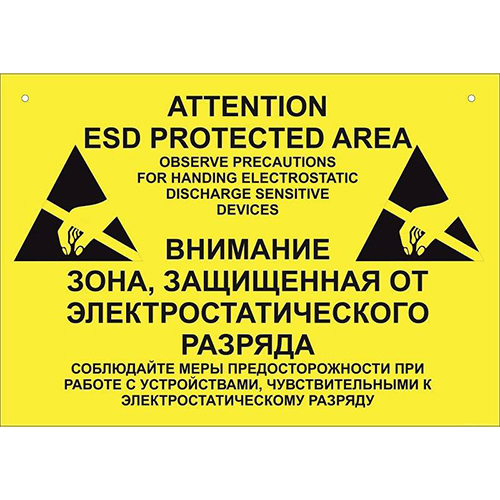 ATTENTION
ESD PROTECTED AREA
OBSERVE PRECAUTIONS
FOR HANDING ELECTROSTATIC
DISCHARGE SENSITIVE
DEVICES
ВНИМАНИЕ
ЗОНА, ЗАЩИЩЕННАЯ ОТ
ЭЛЕКТРОСТАТИЧЕСКОГО
РАЗРЯДА
СОБЛЮДАЙТЕ МЕРЫ ПРЕДОСТОРОЖНОСТИ ПРИ
РАБОТЕ С УСТРОЙСТВАМИ, ЧУВСТВИТЕЛЬНЫМИ К
ЭЛЕКТРОСТАТИЧЕСКОМУ РАЗРЯДУ